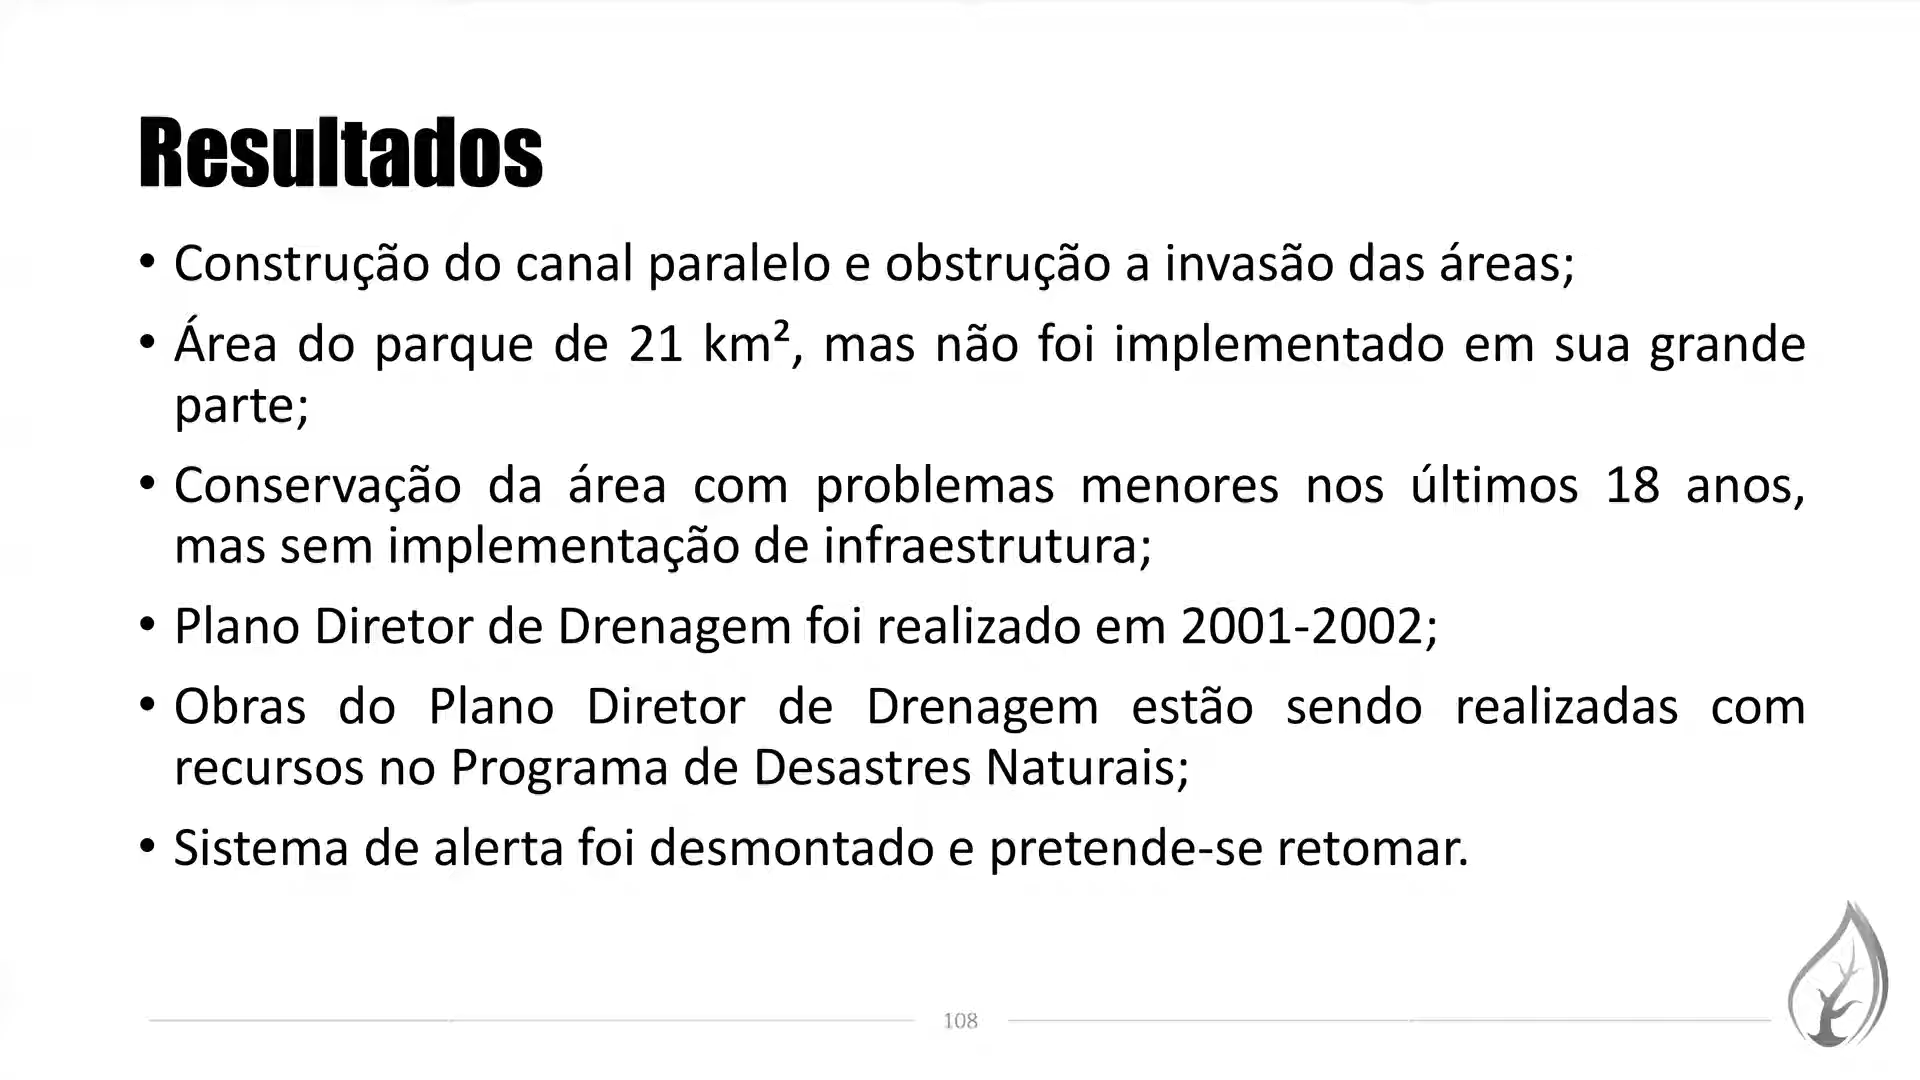 Resultados
• Construção do canal paralelo e obstrução a invasão das áreas;
• Área do parque de 21 km², mas não foi implementado em sua grande
parte;
• Conservação da área com problemas menores nos últimos 18 anos,
mas sem implementação de infraestrutura;
• Plano Diretor de Drenagem foi realizado em 2001-2002;
• Obras do Plano Diretor de Drenagem estão sendo realizadas com
recursos no Programa de Desastres Naturais;
• Sistema de alerta foi desmontado e pretende-se retomar.
108